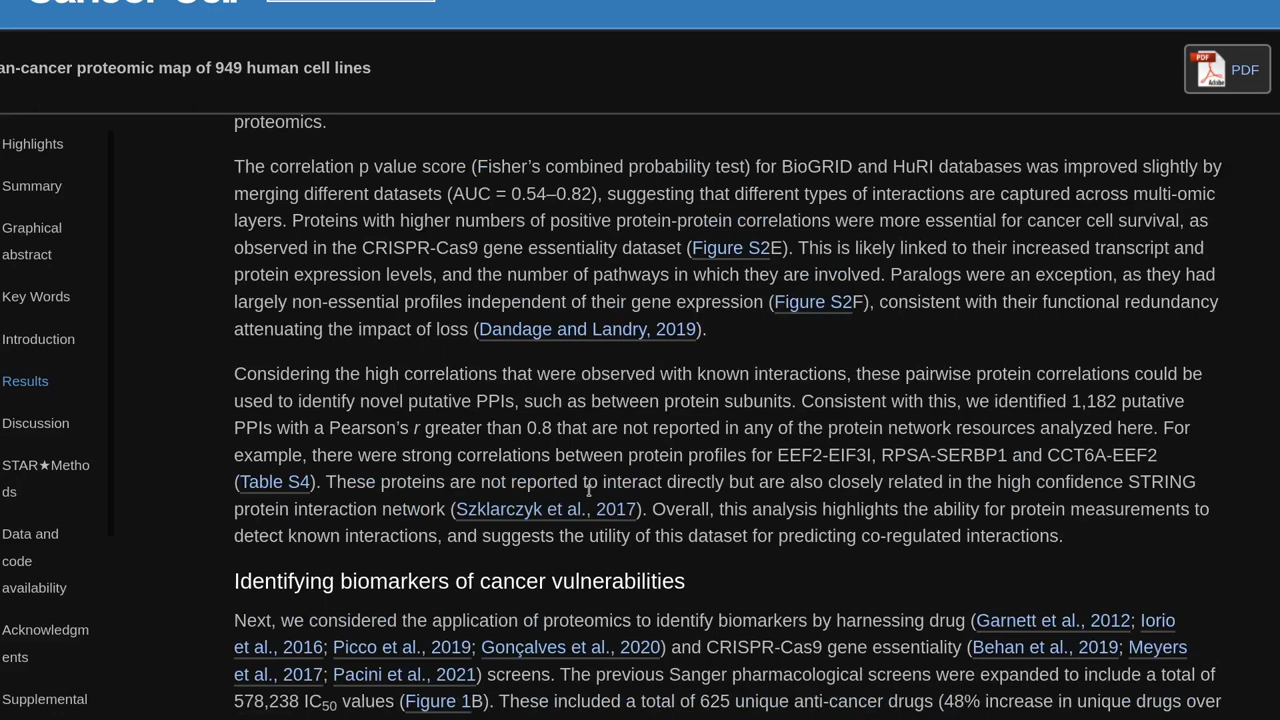 an-cancer proteomic map of 949 human cell lines
PDF
PDF
Adobe
Highlights
Summary
Graphical
abstract
Key Words
Introduction
Results
Discussion
STAR★Metho
ds
Data and
code
availability
Acknowledgm
ents
Supplemental
proteomics.
The correlation p value score (Fisher’s combined probability test) for BioGRID and HuRI databases was improved slightly by
merging different datasets (AUC = 0.54–0.82), suggesting that different types of interactions are captured across multi-omic
layers. Proteins with higher numbers of positive protein-protein correlations were more essential for cancer cell survival, as
observed in the CRISPR-Cas9 gene essentiality dataset (Figure S2E). This is likely linked to their increased transcript and
protein expression levels, and the number of pathways in which they are involved. Paralogs were an exception, as they had
largely non-essential profiles independent of their gene expression (Figure S2F), consistent with their functional redundancy
attenuating the impact of loss (Dandage and Landry, 2019).
Considering the high correlations that were observed with known interactions, these pairwise protein correlations could be
used to identify novel putative PPIs, such as between protein subunits. Consistent with this, we identified 1,182 putative
PPIs with a Pearson’s r greater than 0.8 that are not reported in any of the protein network resources analyzed here. For
example, there were strong correlations between protein profiles for EEF2-EIF3I, RPSA-SERBP1 and CCT6A-EEF2
(Table S4). These proteins are not reported to interact directly but are also closely related in the high confidence STRING
protein interaction network (Szklarczyk et al., 2017). Overall, this analysis highlights the ability for protein measurements to
detect known interactions, and suggests the utility of this dataset for predicting co-regulated interactions.
Identifying biomarkers of cancer vulnerabilities
Next, we considered the application of proteomics to identify biomarkers by harnessing drug (Garnett et al., 2012; Iorio
et al., 2016; Picco et al., 2019; Gonçalves et al., 2020) and CRISPR-Cas9 gene essentiality (Behan et al., 2019; Meyers
et al., 2017; Pacini et al., 2021) screens. The previous Sanger pharmacological screens were expanded to include a total of
578,238 IC50 values (Figure 1B). These included a total of 625 unique anti-cancer drugs (48% increase in unique drugs over